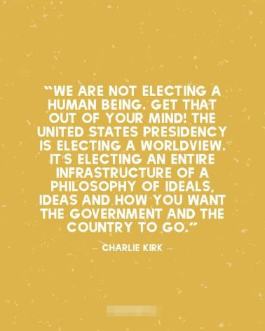 “WE ARE NOT ELECTING A
HUMAN BEING. GET THAT
OUT OF YOUR MIND! THE
UNITED STATES PRESIDENCY
IS ELECTING A WORLDVIEW.
IT'S ELECTING AN ENTIRE
INFRASTRUCTURE OF A
PHILOSOPHY OF IDEALS,
IDEAS AND HOW YOU WANT
THE GOVERNMENT AND THE
COUNTRY TO GO.”
— CHARLIE KIRK —